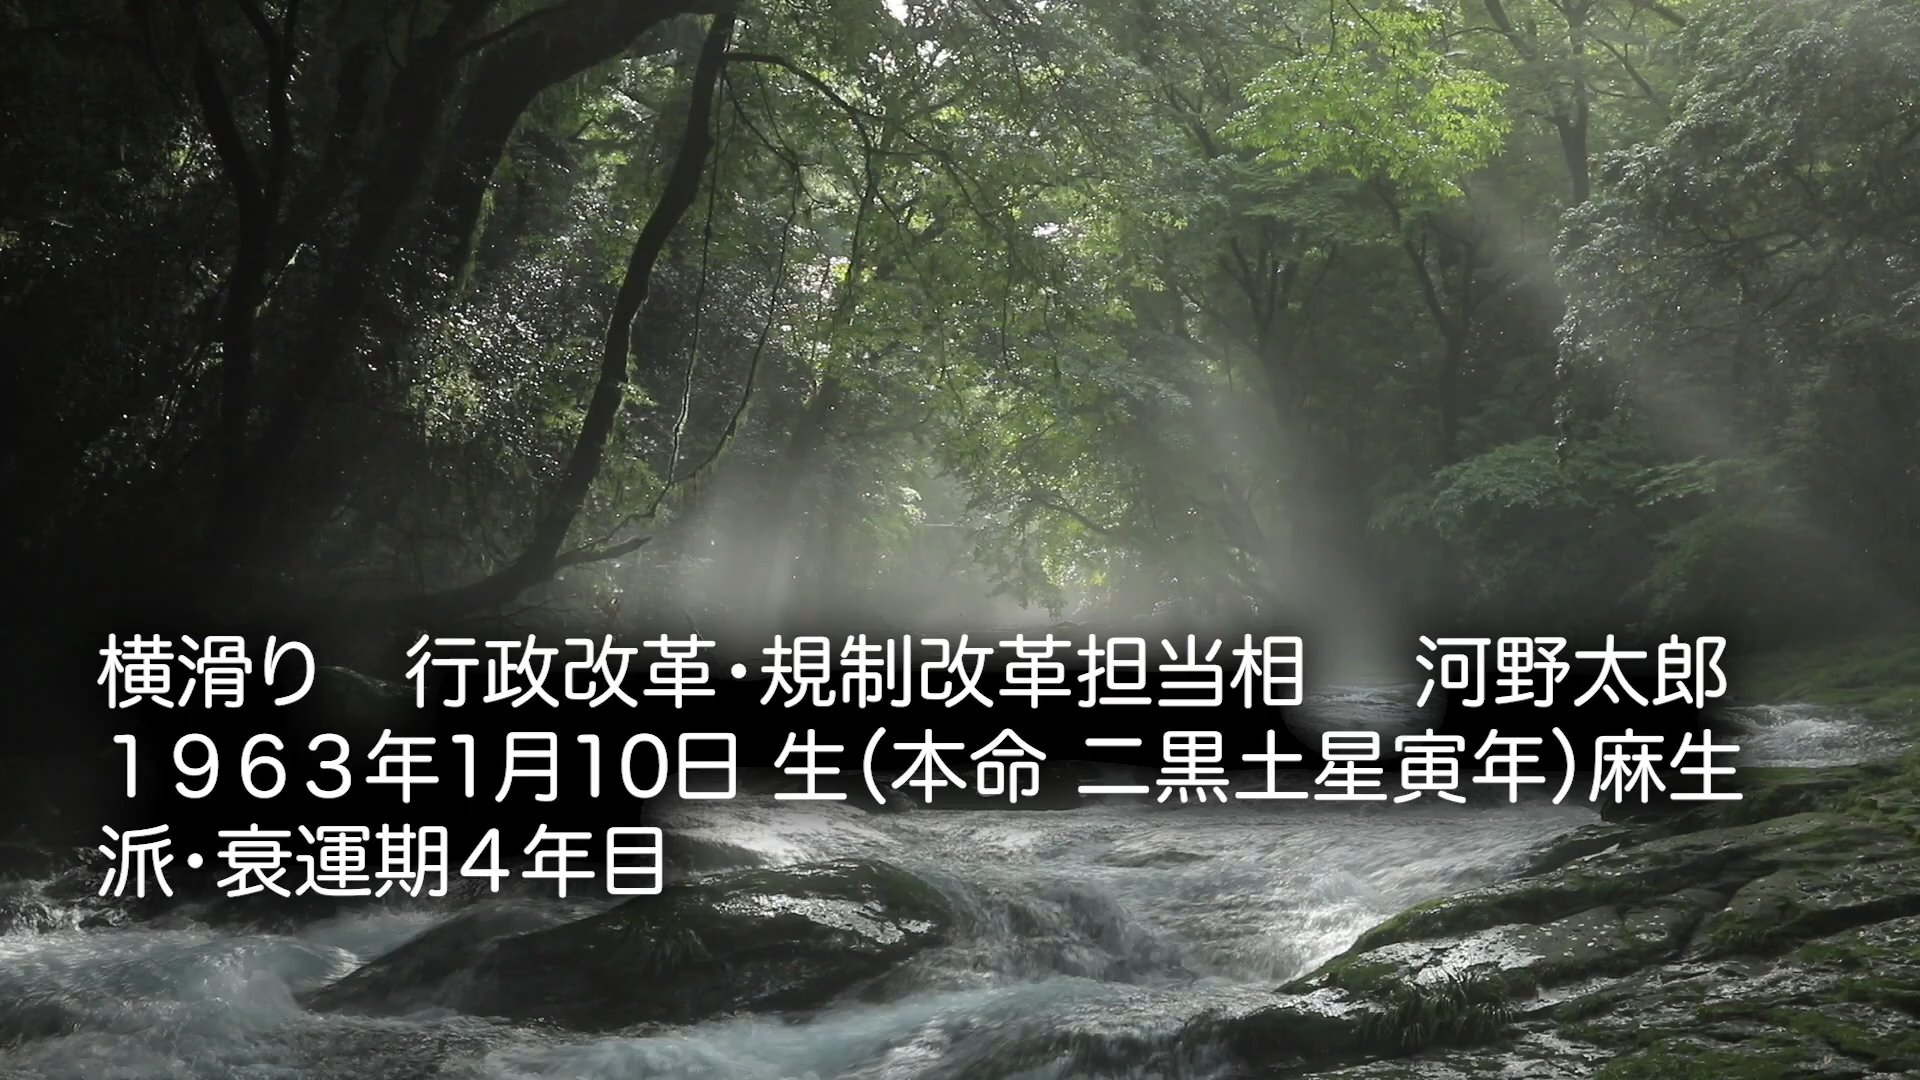 横滑り　行政改革・規制改革担当相　 河野太郎
１９６３年1月10日 生(本命 二黒土星寅年)麻生
派・衰運期４年目